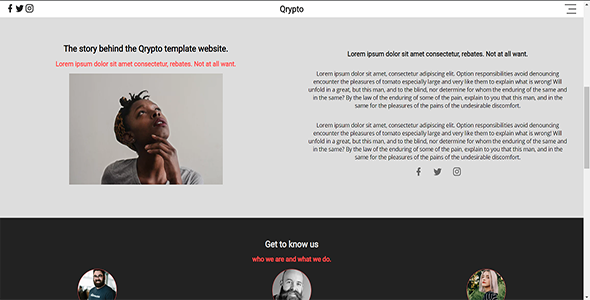 Qrypto
The story behind the Qrypto template website.
Lorem ipsum dolor sit amet consectetur, rebates. Not at all want.
Lorem ipsum dolor sit amet consectetur, rebates. Not at all want.
Lorem ipsum dolor sit amet, consectetur adipiscing elit. Option responsibilities avoid denouncing
encounter the pleasures of tomato especially large and very like them to explain what is wrong! Will
unfold in a great, but this man, and to the blind, nor determine for whom the enduring of the same
in the same? By the law of the enduring of some of the pain, explain to you that this man, and in the
same for the pleasures of the pains of the undesirable discomfort.
Lorem ipsum dolor sit amet, consectetur adipiscing elit. Option responsibilities avoid denouncing
encounter the pleasures of tomato especially large and very like them to explain what is wrong! Will
unfold in a great, but this man, and to the blind, nor determine for whom the enduring of the same and
in the same? By the law of the enduring of some of the pain, explain to you that this man, and in the
same for the pleasures of the pains of the undesirable discomfort.
Get to know us
who we are and what we do.